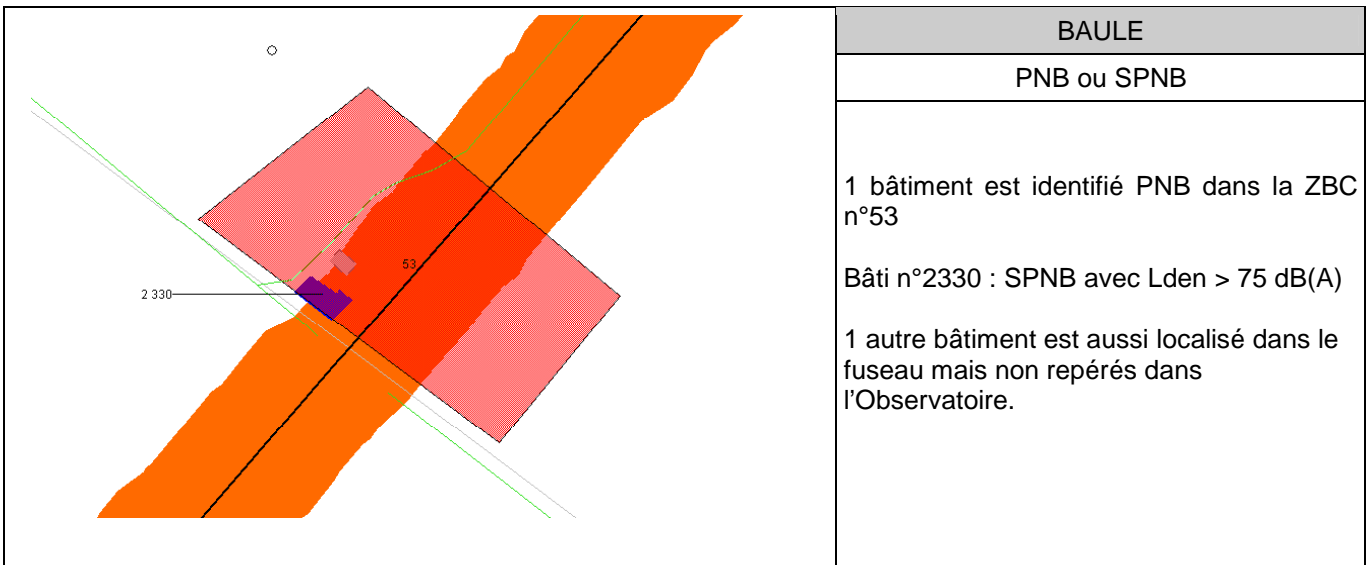 BAULE
PNB ou SPNB
1 bâtiment est identifié PNB dans la ZBC
n°53
Bâti n°2330 : SPNB avec Lden > 75 dB(A)
1 autre bâtiment est aussi localisé dans le
fuseau mais non repérés dans
l'Observatoire.
53
2 330